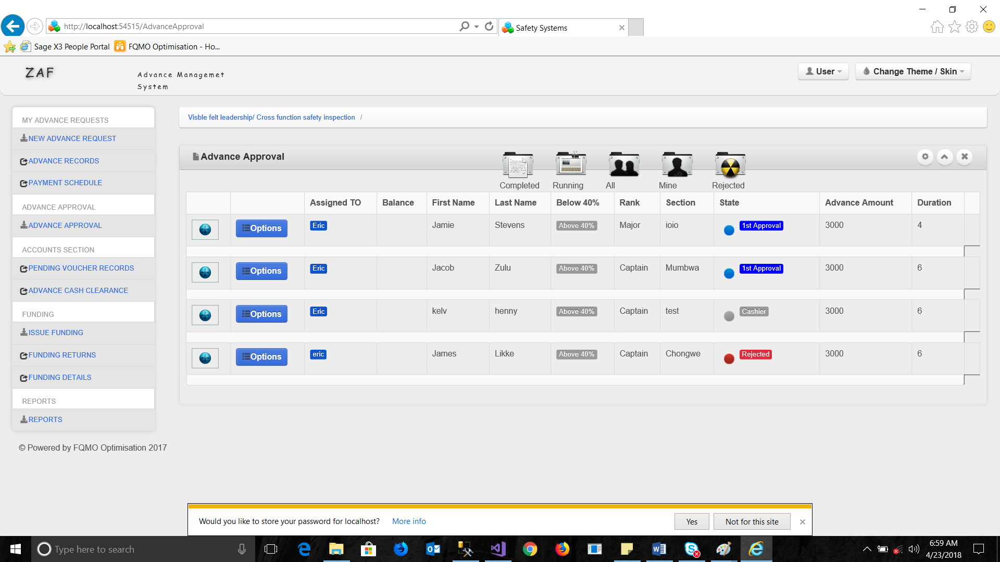 http://localhost:54515/AdvanceApproval
Safety Systems
Sage X3 People Portal
FQMO Optimisation - Ho...
ZAF
Advance Managemet
System
User
Change Theme / Skin
MY ADVANCE REQUESTS
NEW ADVANCE REQUEST
ADVANCE RECORDS
PAYMENT SCHEDULE
ADVANCE APPROVAL
ADVANCE APPROVAL
ACCOUNTS SECTION
PENDING VOUCHER RECORDS
ADVANCE CASH CLEARANCE
FUNDING
ISSUE FUNDING
FUNDING RETURNS
FUNDING DETAILS
REPORTS
REPORTS
© Powered by FQMO Optimisation 2017
Visble felt leadership/ Cross function safety inspection /
Advance Approval
Completed Running All Mine Rejected
Assigned TO Balance First Name Last Name Below 40% Rank Section State Advance Amount Duration
Options Eric Jamie Stevens Above 40% Major ioio 1st Approval 3000 4
Options Eric Jacob Zulu Above 40% Captain Mumbwa 1st Approval 3000 6
Options Eric kelv henny Above 40% Captain test Cashier 3000 6
Options eric James Likke Above 40% Captain Chongwe Rejected 3000 6
Would you like to store your password for localhost? More info Yes Not for this site
Type here to search
6:59 AM
4/23/2018